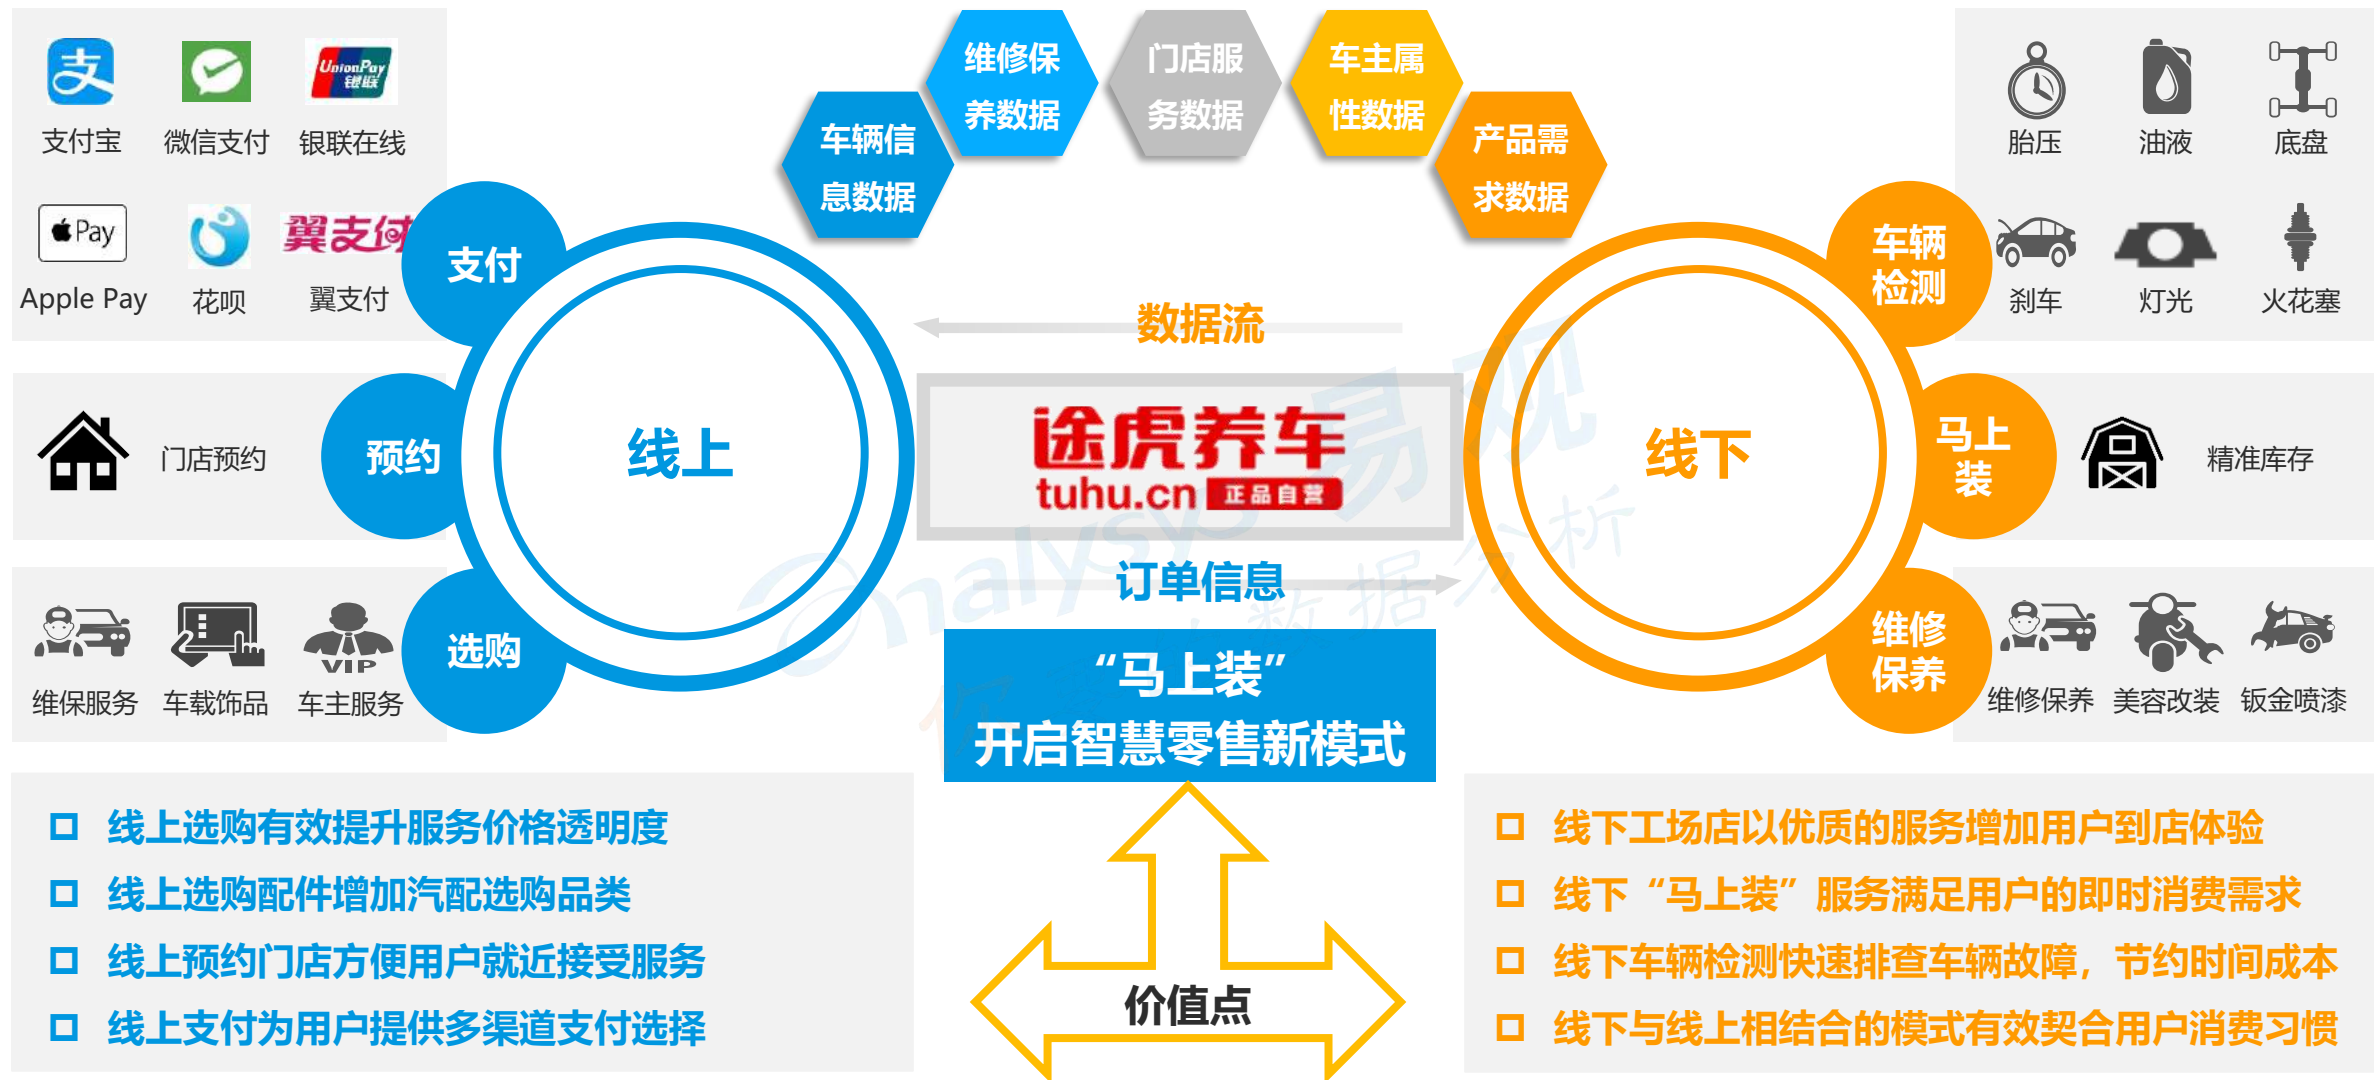 支
UnionPay
银联
支付宝
微信支付
银联在线
Pay
翼支付
Apple Pay
花呗
翼支付
支付
门店预约
预约
VIP
维保服务
车载饰品
车主服务
选购
线上
车辆信
息数据
维修保
养数据
门店服
务数据
车主属
性数据
产品需
求数据
数据流
途虎养车
tuhu.cn 正品自营
订单信息
“马上装”
开启智慧零售新模式
价值点
线下
车辆
检测
胎压
油液
底盘
刹车
灯光
火花塞
马上
装
精准库存
维修
保养
维修保养
美容改装
钣金喷漆
线上选购有效提升服务价格透明度
线上选购配件增加汽配选购品类
线上预约门店方便用户就近接受服务
线上支付为用户提供多渠道支付选择
线下工场店以优质的服务增加用户到店体验
线下“马上装”服务满足用户的即时消费需求
线下车辆检测快速排查车辆故障，节约时间成本
线下与线上相结合的模式有效契合用户消费习惯
nalysys 易观
数据分析